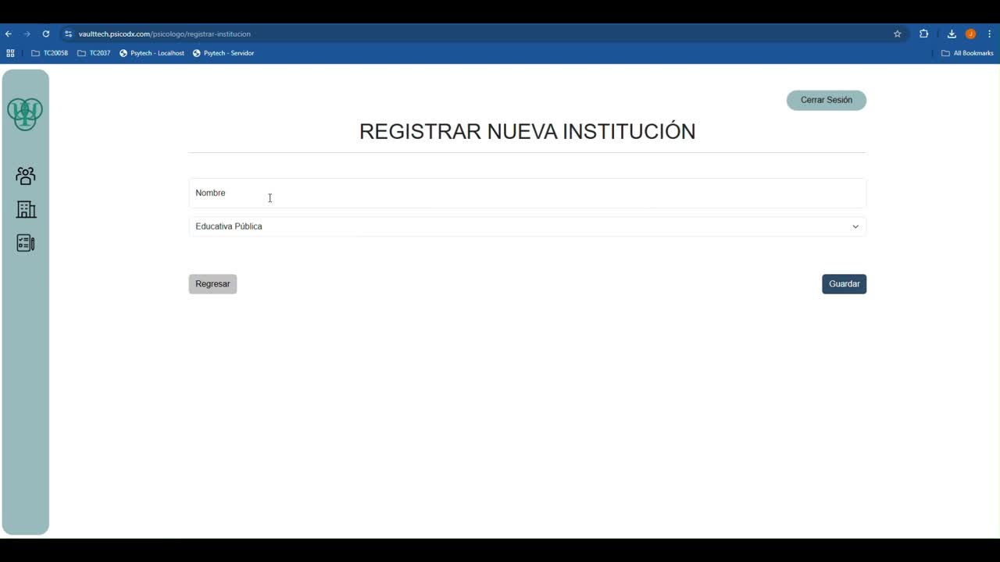 vaulttech.psicodx.com/psicologo/registrar-institucion
J
TC2005B
TC2037
Psytech - Localhost
Psytech - Servidor
All Bookmarks
Cerrar Sesión
REGISTRAR NUEVA INSTITUCIÓN
Nombre
Educativa Pública
Regresar
Guardar